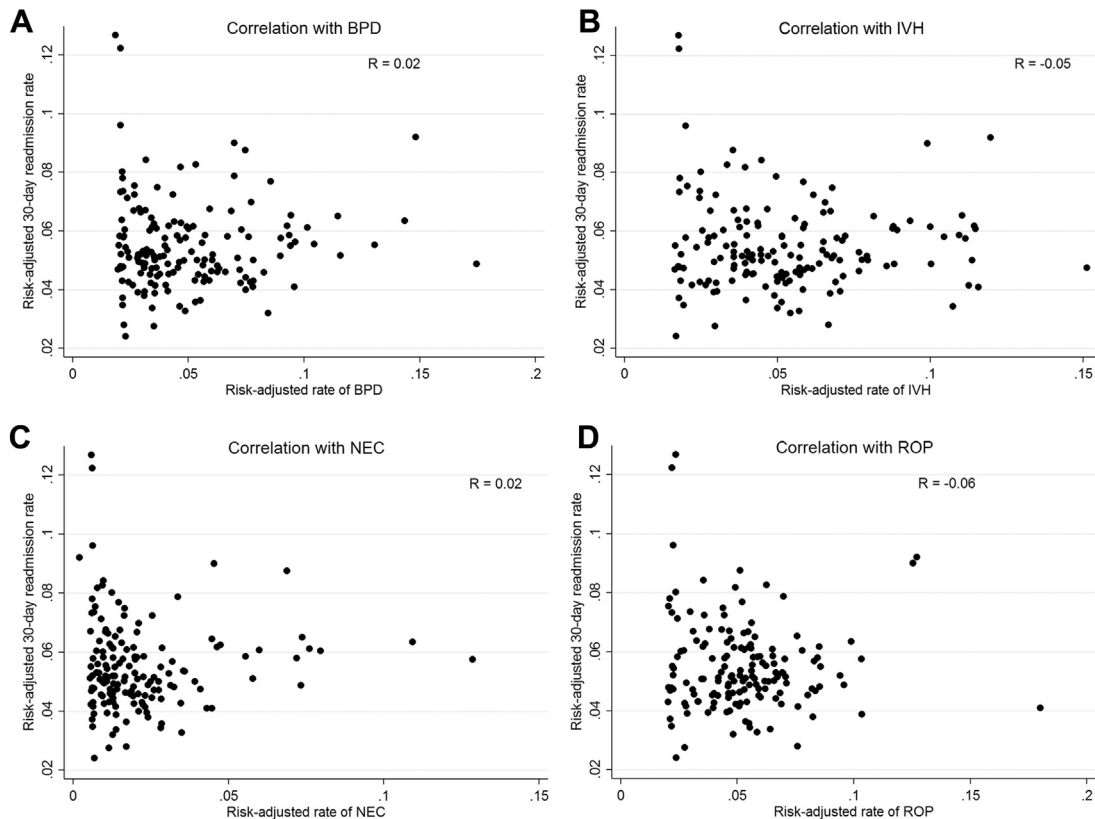 A
Correlation with BPD
R = 0.02
Risk-adjusted 30-day readmission rate
.12
.1
.08
.06
.04
.02
0
.05
.1
.15
.2
Risk-adjusted rate of BPD
B
Correlation with IVH
R = -0.05
Risk-adjusted 30-day readmission rate
.12
.1
.08
.06
.04
.02
0
.05
.1
.15
Risk-adjusted rate of IVH
C
Correlation with NEC
R = 0.02
Risk-adjusted 30-day readmission rate
.12
.1
.08
.06
.04
.02
0
.05
.1
.15
Risk-adjusted rate of NEC
D
Correlation with ROP
R = -0.06
Risk-adjusted 30-day readmission rate
.12
.1
.08
.06
.04
.02
0
.05
.1
.15
.2
Risk-adjusted rate of ROP